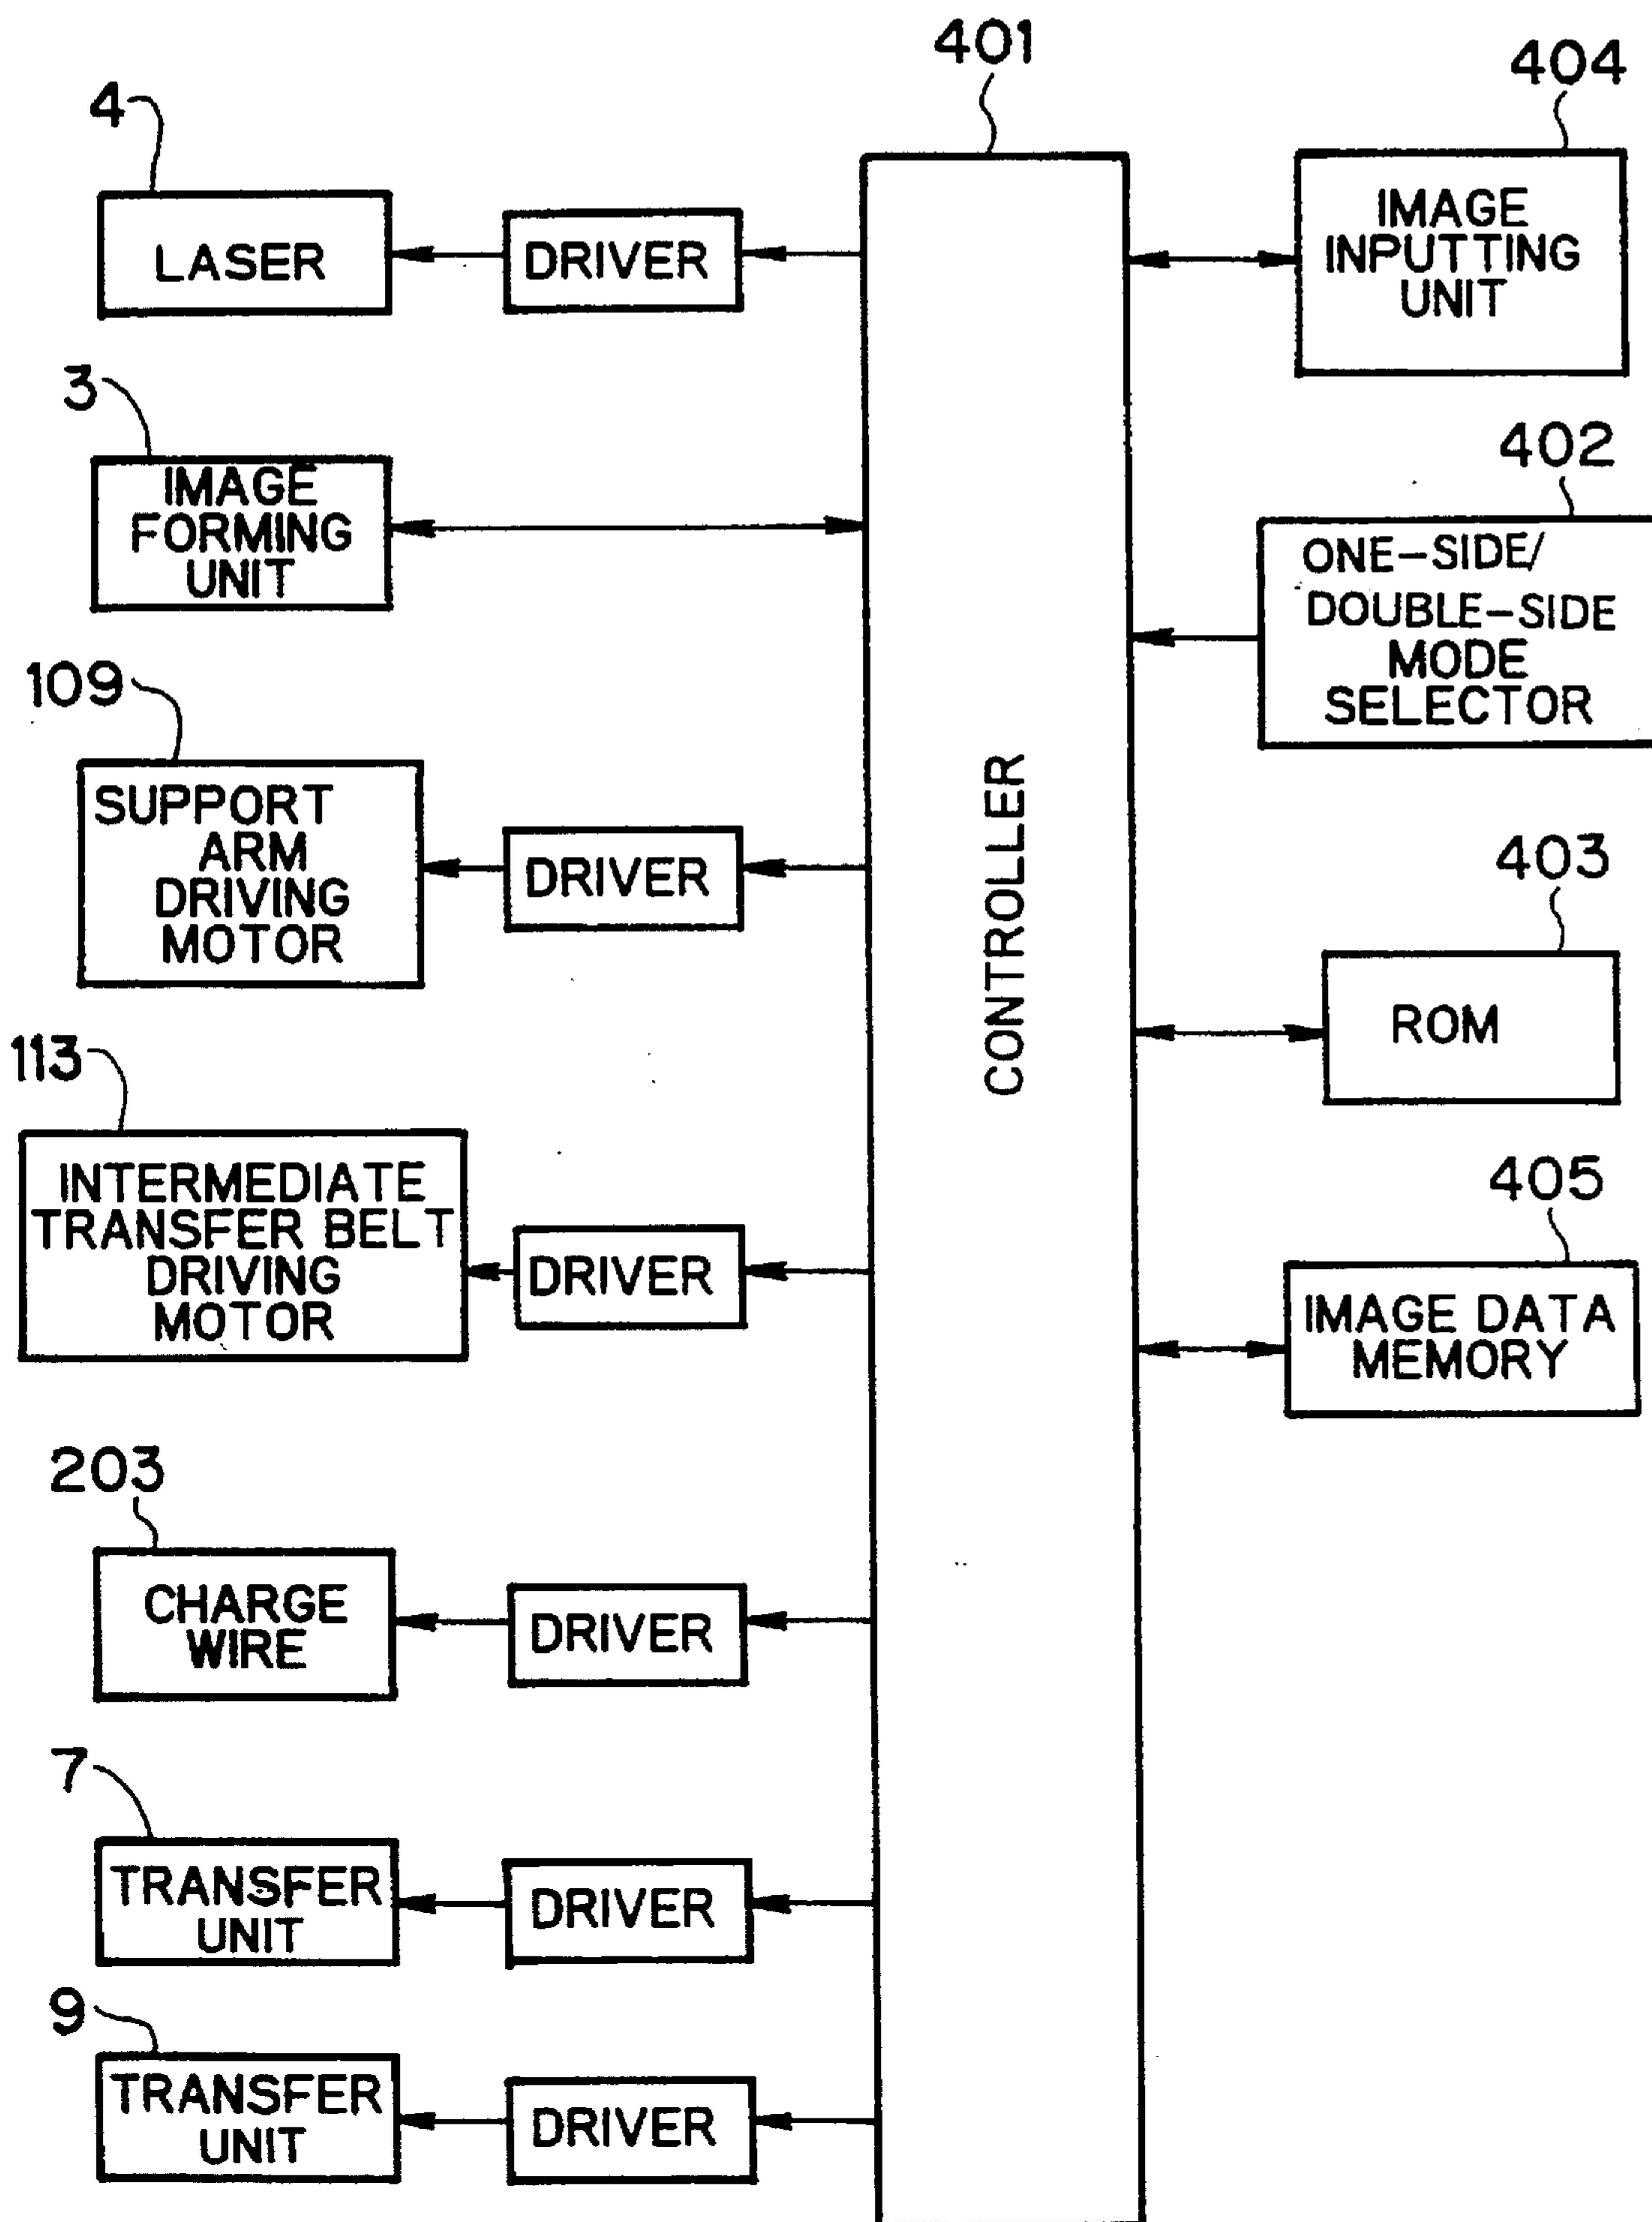 401
404
4
IMAGE
INPUTTING
UNIT
LASER
DRIVER
3
402
IMAGE
FORMING
UNIT
ONE-SIDE/
DOUBLE-SIDE
MODE
SELECTOR
109
SUPPORT
ARM
DRIVING
MOTOR
DRIVER
CONTROLLER
403
ROM
113
INTERMEDIATE
TRANSFER BELT
DRIVING
MOTOR
DRIVER
405
IMAGE DATA
MEMORY
203
CHARGE
WIRE
DRIVER
7
TRANSFER
UNIT
DRIVER
9
TRANSFER
UNIT
DRIVER